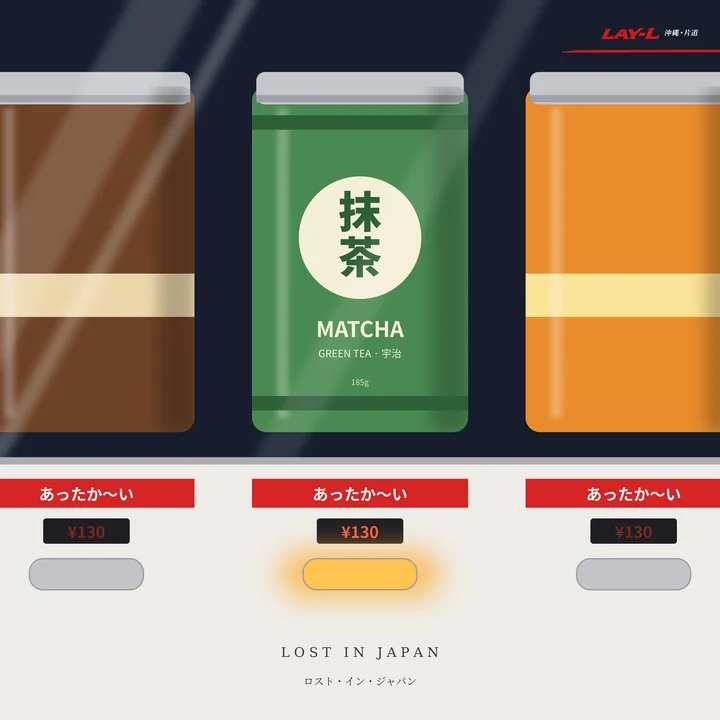 LAY-L 沖縄・片道
抹
茶
MATCHA
GREEN TEA · 宇治
185g
あったか〜い あったか〜い あったか〜い
¥130 ¥130 ¥130
LOST IN JAPAN
ロスト・イン・ジャパン